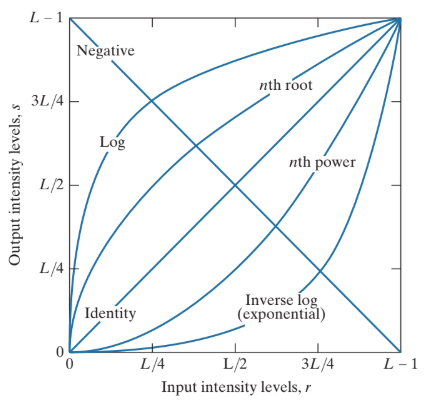 L – 1
Negative
nth root
3L/4
Log
nth power
L/2
L/4
Inverse log
(exponential)
Identity
0
0
L/4
L/2
3L/4
L – 1
Input intensity levels, r
Output intensity levels, s